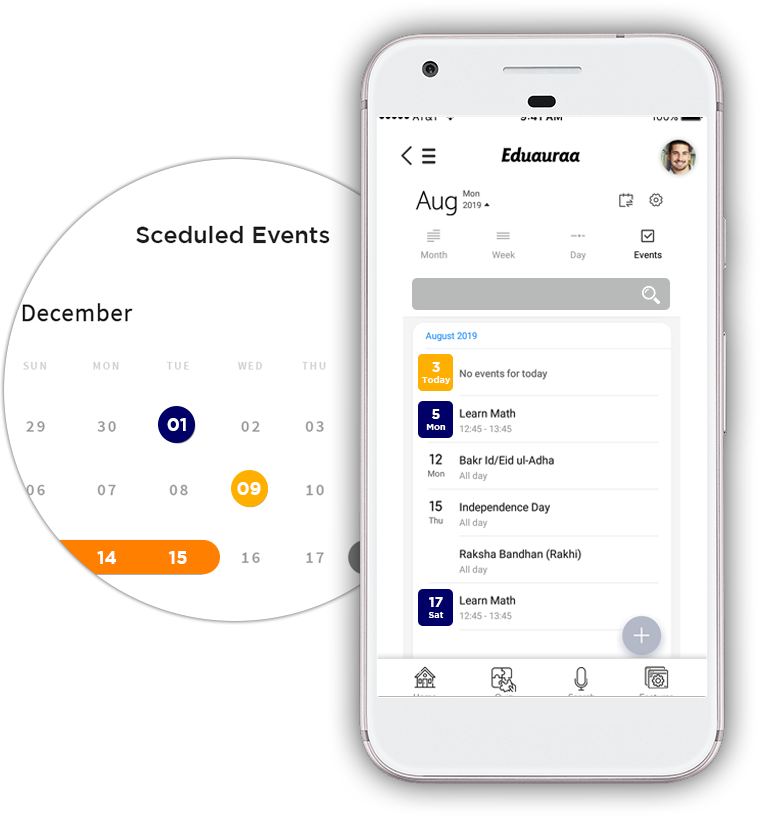 Sceduled Events
December
SUN MON TUE WED THU
29 30 01 02 03
06 07 08 09 10
14 15 16 17
AT&T 9:41 AM 100%
Eduauraa
Aug Mon
2019
Month Week Day Events
August 2019
3
Today
No events for today
5
Mon
Learn Math
12:45 - 13:45
12
Mon
Bakr Id/Eid ul-Adha
All day
15
Thu
Independence Day
All day
Raksha Bandhan (Rakhi)
All day
17
Sat
Learn Math
12:45 - 13:45